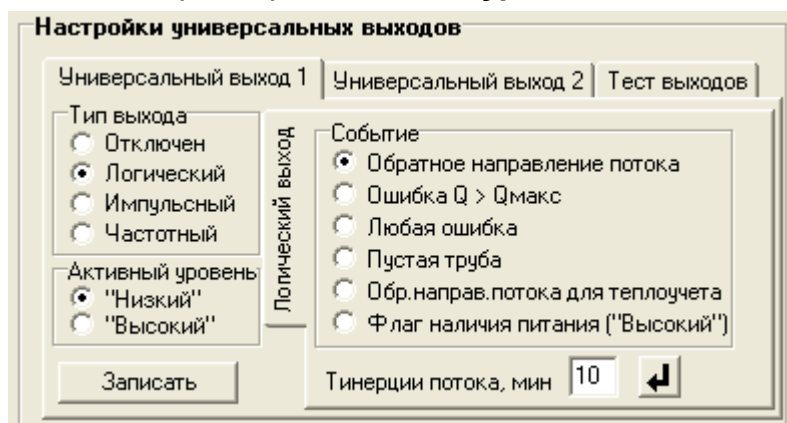 Настройки универсальных выходов
Универсальный выход 1
Универсальный выход 2
Тест выходов
Тип выхода
Отключен
Логический
Импульсный
Частотный
Активный уровень
"Низкий"
"Высокий"
Записать
Логический выход
Событие
Обратное направление потока
Ошибка Q > Qмакс
Любая ошибка
Пустая труба
Обр.направ.потока для теплоучета
Флаг наличия питания ("Высокий")
Тинерции потока, мин 10